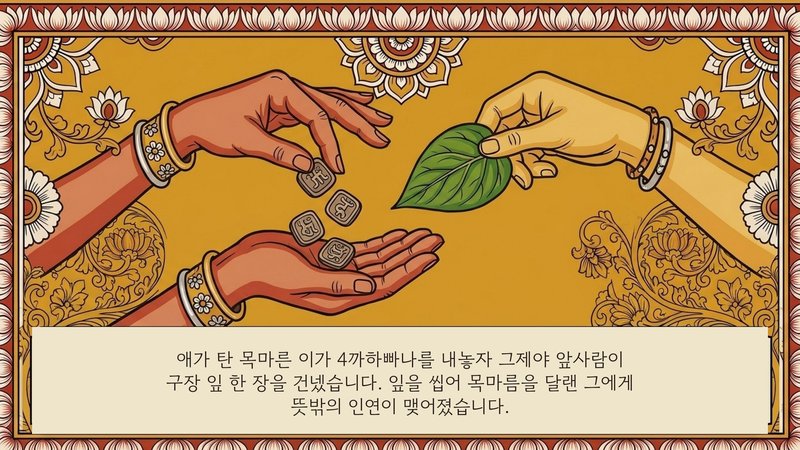 애가 탄 목마른 이가 4까하빠나를 내놓자 그제야 앞사람이
구장 잎 한 장을 건넸습니다. 잎을 씹어 목마름을 달랜 그에게
뜻밖의 인연이 맺어졌습니다.